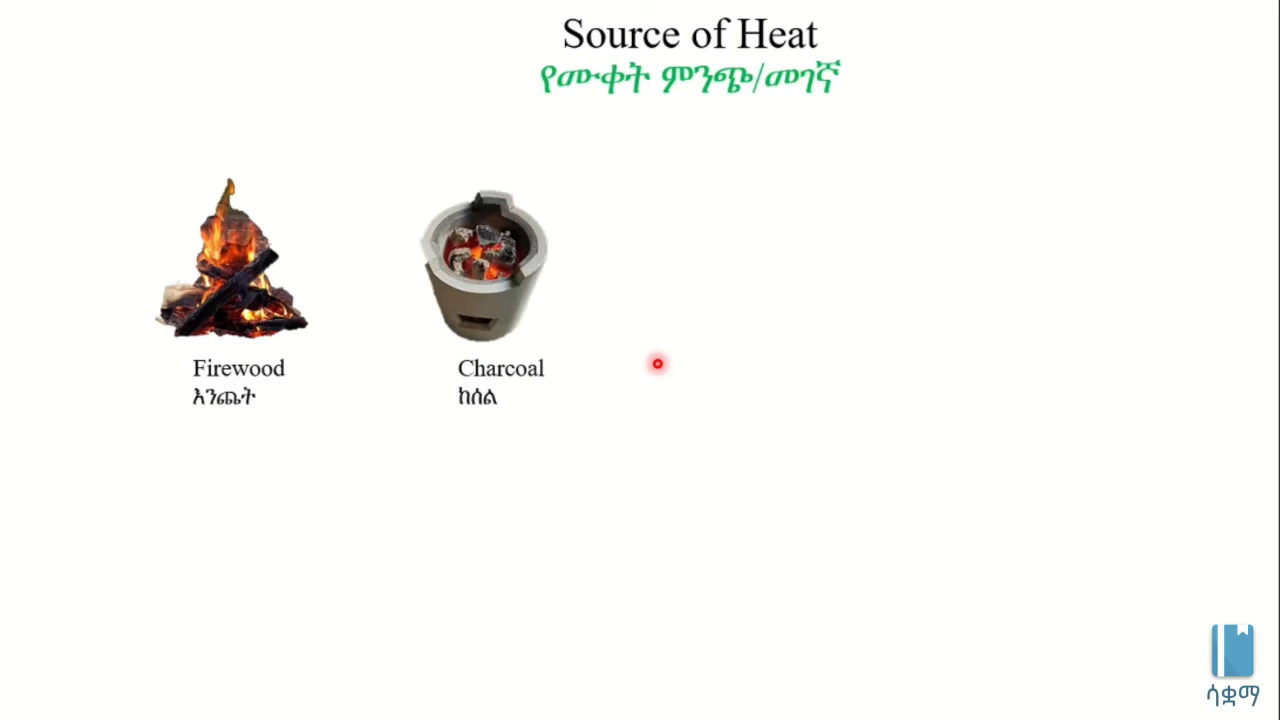 Source of Heat
የሙቀት ምንጭ/መገኛ
Firewood
እንጨት
Charcoal
ከሰል
ሳቋማ